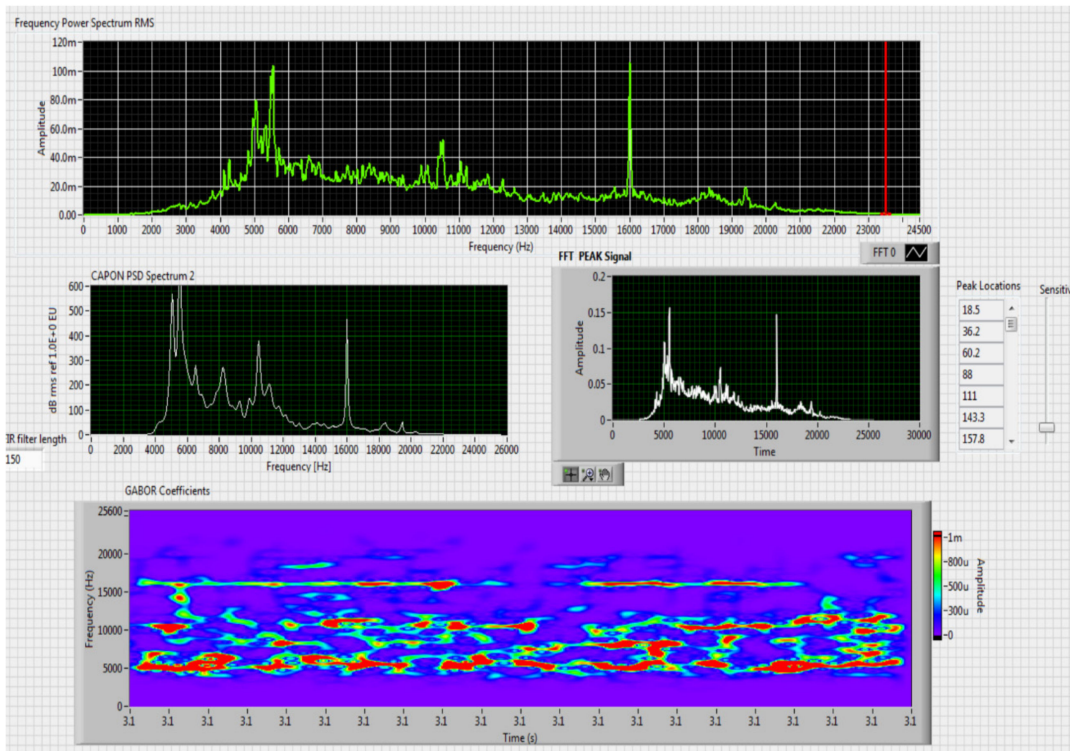 Frequency Power Spectrum RMS
120m
100m
80.0m
60.0m
40.0m
20.0m
0.00
Amplitude
0 1000 2000 3000 4000 5000 6000 7000 8000 9000 10000 11000 12000 13000 14000 15000 16000 17000 18000 19000 20000 21000 22000 23000 24500
Frequency (Hz)
CAPON PSD Spectrum 2
600
500
400
300
200
100
0
dB rms ref 1.0E+0 EU
0 2000 4000 6000 8000 10000 12000 14000 16000 18000 20000 22000 24000 26000
Frequency [Hz]
IR filter length
150
FFT PEAK Signal
FFT 0
0.2
0.15
0.1
0.05
0
Amplitude
0 5000 10000 15000 20000 25000 30000
Time
Peak Locations
18.5
36.2
60.2
88
111
143.3
157.8
Sensitiv
GABOR Coefficients
25600
20000
15000
10000
5000
0
Frequency (Hz)
3.1 3.1 3.1 3.1 3.1 3.1 3.1 3.1 3.1 3.1 3.1 3.1 3.1 3.1 3.1 3.1 3.1 3.1 3.1 3.1 3.1
Time (s)
1m
800u
600u
300u
0
Amplitude